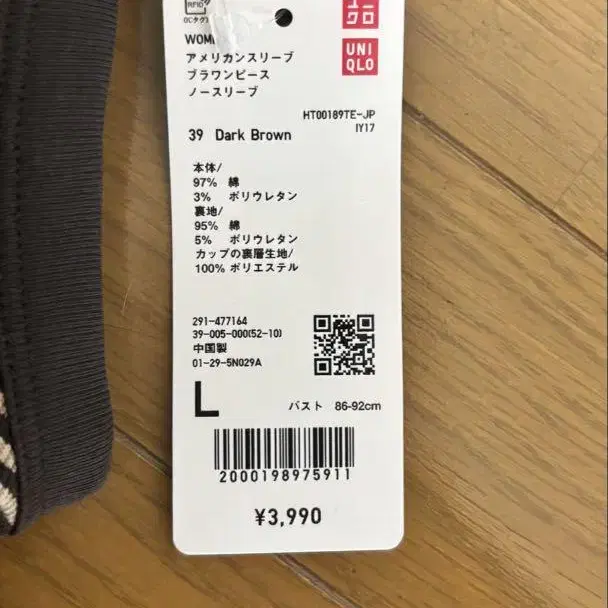 RFID
ユニ
クロ
UNI
QLO
アメリカンスリーブ
ブラワンピース
ノースリーブ
HT00189TE-JP
IY17
39 Dark Brown
本体/
97% 綿
3% ポリウレタン
裏地/
95% 綿
5% ポリウレタン
カップの裏層生地/
100% ポリエステル
291-477164
39-005-000(52-10)
中国製
01-29-5N029A
L バスト 86-92cm
2000198975911
¥3,990